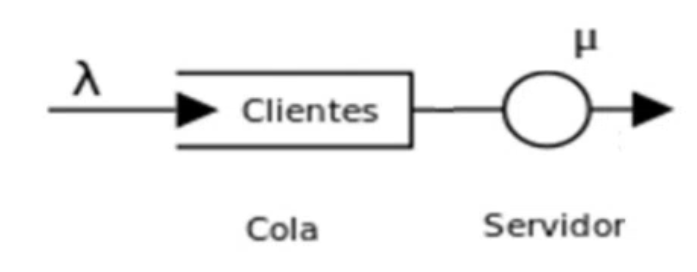 λ
μ
Clientes
Cola
Servidor